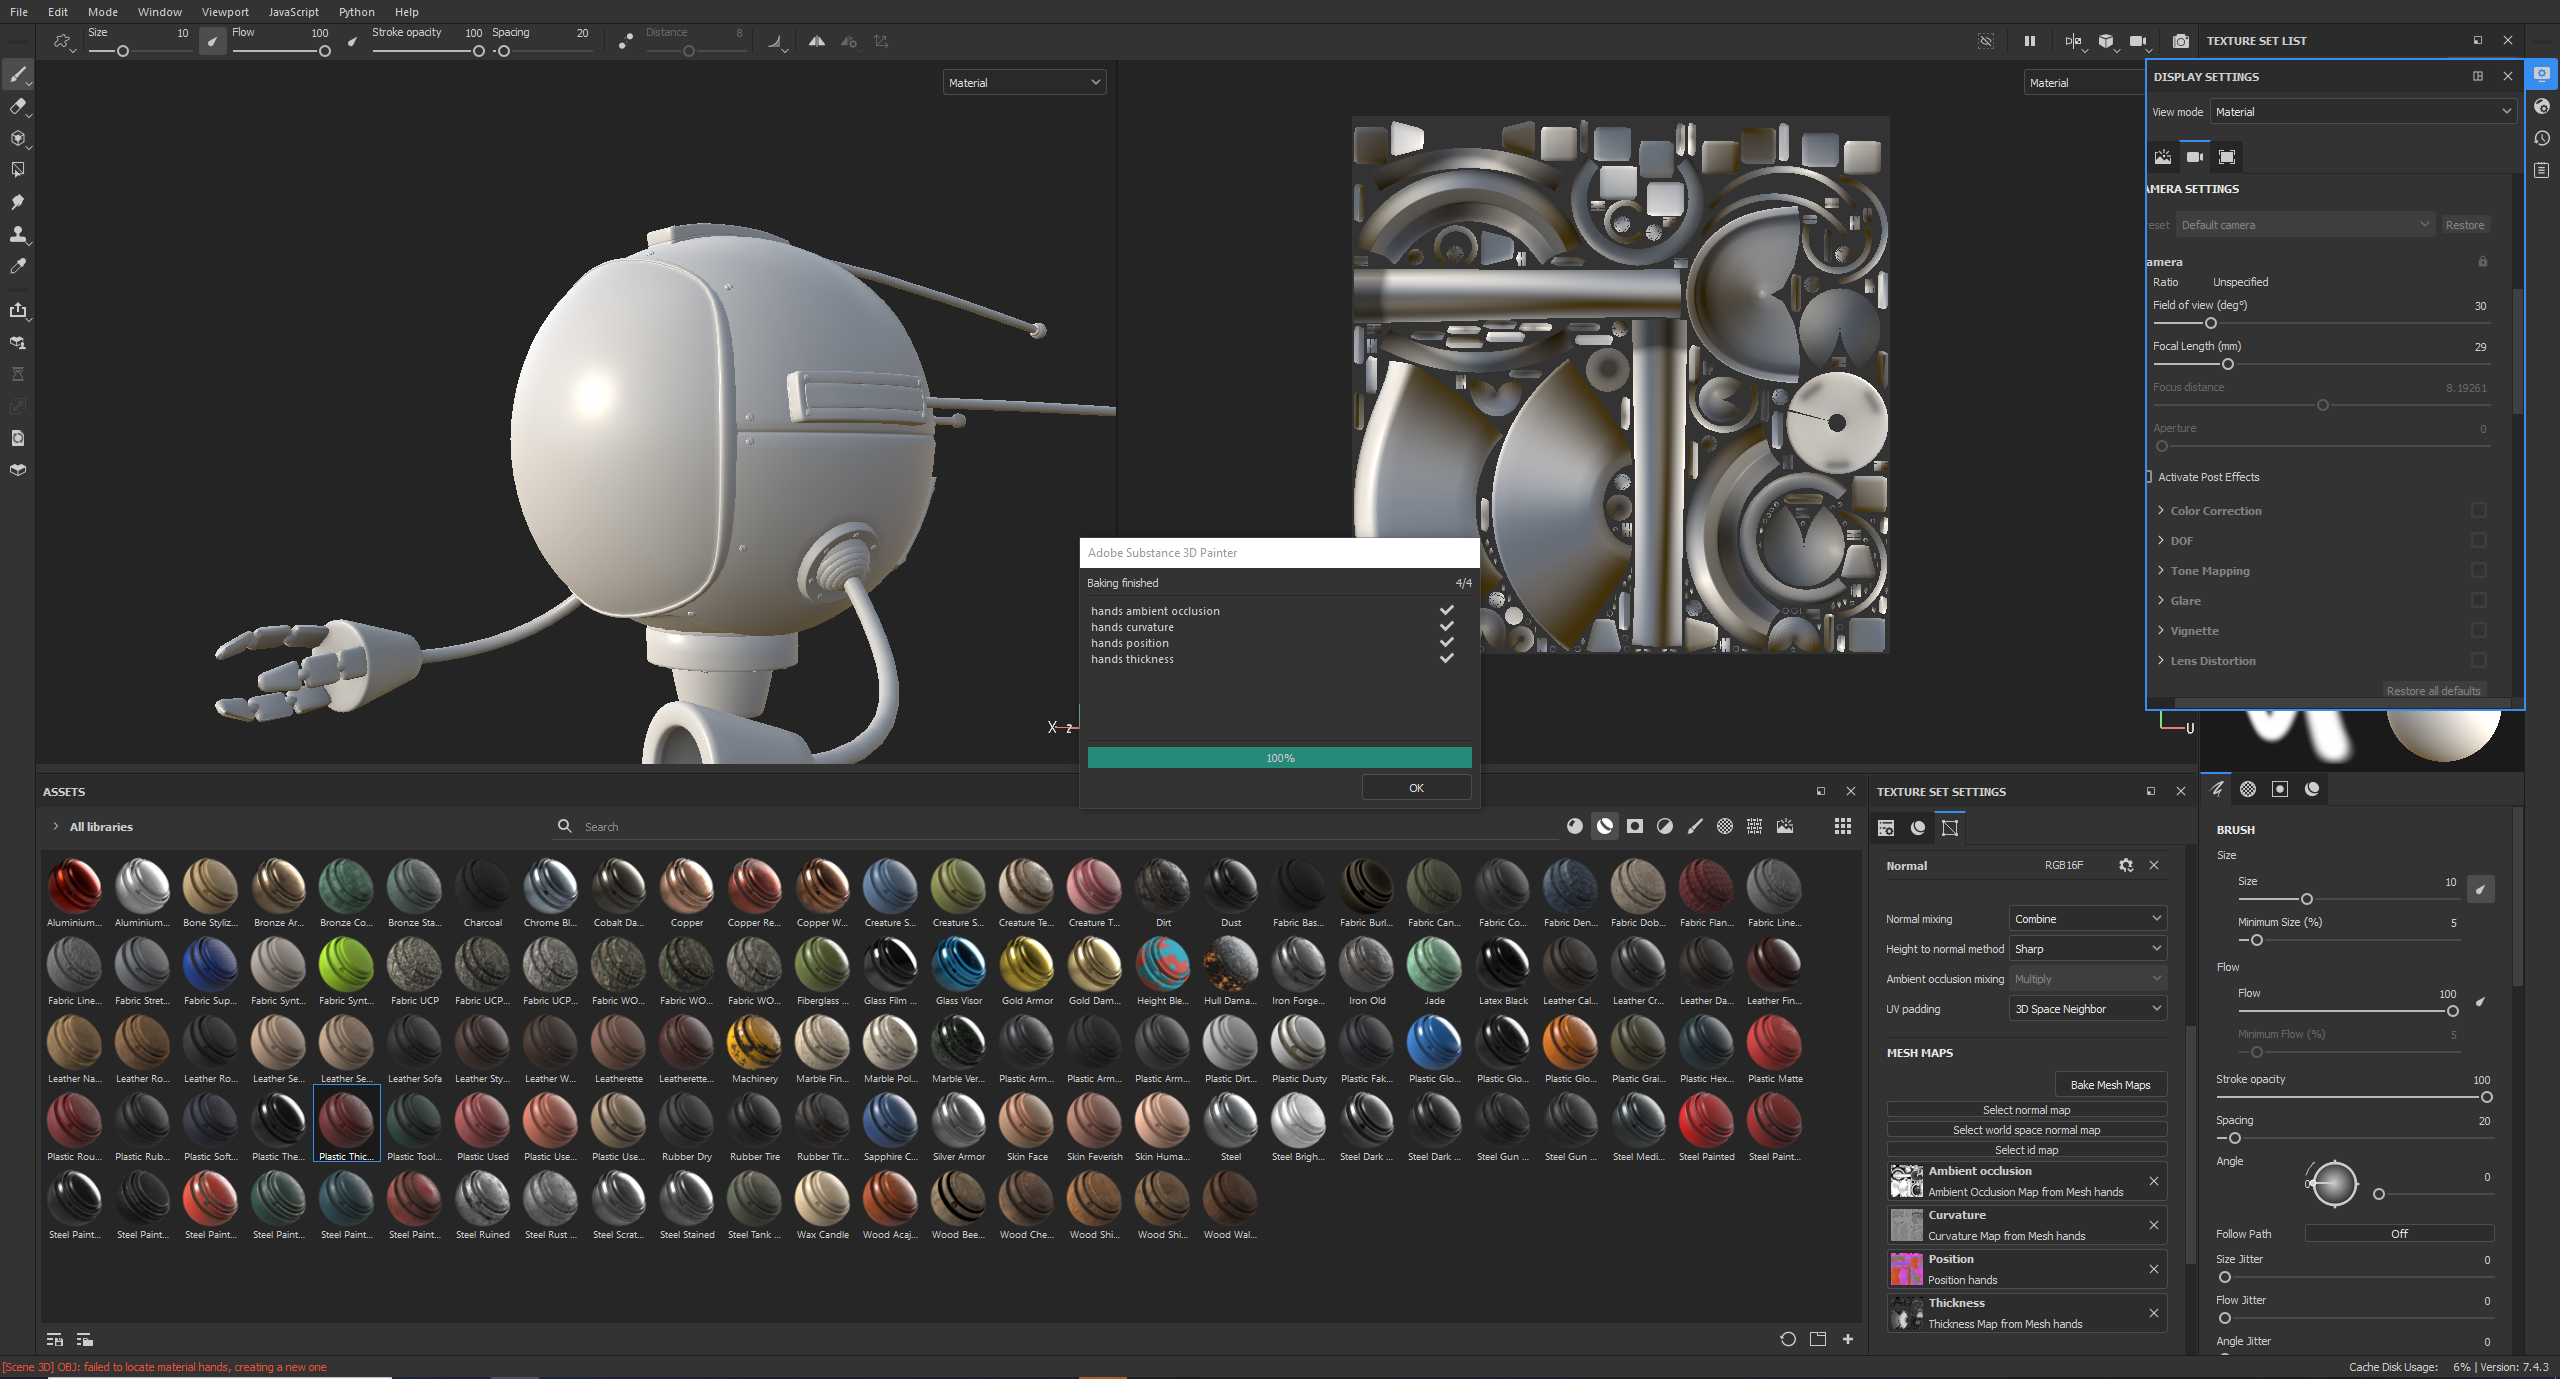 File Edit Mode Window Viewport JavaScript Python Help
Size 10 Flow 100 Stroke opacity 100 Spacing 20 Distance 8
TEXTURE SET LIST
Material
Material
DISPLAY SETTINGS
View mode Material
AMERA SETTINGS
eset Default camera Restore
amera
Ratio Unspecified
Field of view (deg°) 30
Focal Length (mm) 29
Focus distance 8.19261
Aperture 0
Activate Post Effects
Color Correction
DOF
Tone Mapping
Glare
Vignette
Lens Distortion
Restore all defaults
X Z
U
Adobe Substance 3D Painter
Baking finished 4/4
hands ambient occlusion
hands curvature
hands position
hands thickness
100%
OK
ASSETS
All libraries
Search
Aluminium... Aluminium... Bone Styliz... Bronze Ar... Bronze Co... Bronze Sta... Charcoal Chrome Bl... Cobalt Da... Copper Copper Re... Copper W... Creature S... Creature S... Creature Te... Creature T... Dirt Dust Fabric Bas... Fabric Burl... Fabric Can... Fabric Co... Fabric Den... Fabric Dob... Fabric Flan... Fabric Line...
Fabric Line... Fabric Stret... Fabric Sup... Fabric Synt... Fabric Synt... Fabric UCP Fabric UCP... Fabric UCP... Fabric WO... Fabric WO... Fabric WO... Fiberglass ... Glass Film ... Glass Visor Gold Armor Gold Dam... Height Ble... Hull Dama... Iron Forge... Iron Old Jade Latex Black Leather Cal... Leather Cr... Leather Da... Leather Fin...
Leather Na... Leather Ro... Leather Ro... Leather Se... Leather Se... Leather Sofa Leather Sty... Leather W... Leatherette Leatherette... Machinery Marble Fin... Marble Pol... Marble Ver... Plastic Arm... Plastic Arm... Plastic Arm... Plastic Dirt... Plastic Dusty Plastic Fak... Plastic Glo... Plastic Glo... Plastic Glo... Plastic Grai... Plastic Hex... Plastic Matte
Plastic Rou... Plastic Rub... Plastic Soft... Plastic The... Plastic Thic... Plastic Tool... Plastic Used Plastic Use... Plastic Use... Rubber Dry Rubber Tire Rubber Tir... Sapphire C... Silver Armor Skin Face Skin Feverish Skin Huma... Steel Steel Brigh... Steel Dark ... Steel Dark ... Steel Gun ... Steel Gun ... Steel Medi... Steel Painted Steel Paint...
Steel Paint... Steel Paint... Steel Paint... Steel Paint... Steel Paint... Steel Paint... Steel Ruined Steel Rust ... Steel Scrat... Steel Stained Steel Tank ... Wax Candle Wood Acaj... Wood Bee... Wood Che... Wood Shi... Wood Shi... Wood Wal...
TEXTURE SET SETTINGS
Normal RGB16F
Normal mixing Combine
Height to normal method Sharp
Ambient occlusion mixing Multiply
UV padding 3D Space Neighbor
MESH MAPS
Bake Mesh Maps
Select normal map
Select world space normal map
Select id map
Ambient occlusion
Ambient Occlusion Map from Mesh hands
Curvature
Curvature Map from Mesh hands
Position
Position hands
Thickness
Thickness Map from Mesh hands
BRUSH
Size
Size 10
Minimum Size (%) 5
Flow
Flow 100
Minimum Flow (%) 5
Stroke opacity 100
Spacing 20
Angle 0
0
Follow Path Off
Size Jitter 0
Flow Jitter 0
Angle Jitter 0
[Scene 3D] OBJ: failed to locate material hands, creating a new one
Cache Disk Usage: 6% | Version: 7.4.3